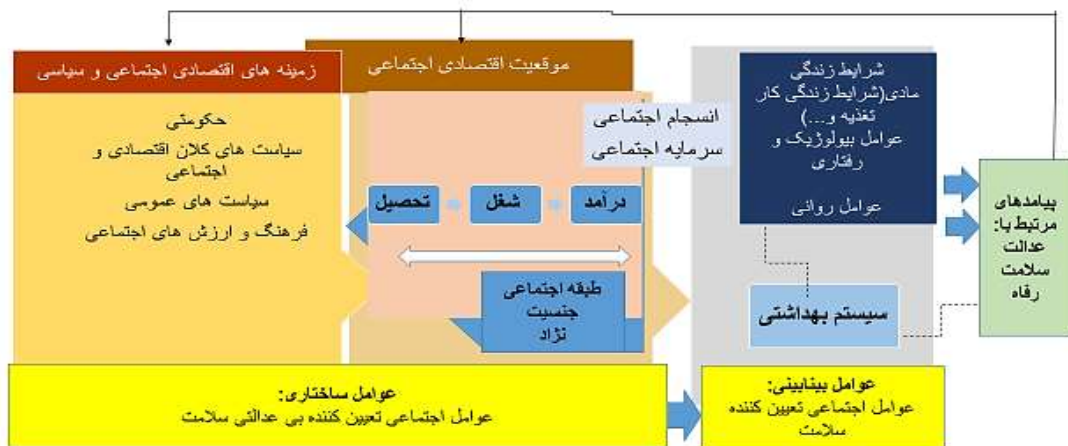 زمینه های اقتصادی اجتماعی و سیاسی
موقعیت اقتصادی اجتماعی
حکومتی
سیاست های کلان اقتصادی و
اجتماعی
سیاست های عمومی
فرهنگ و ارزش های اجتماعی
تحصیل
شغل
درآمد
طبقه اجتماعی
جنسیت
نژاد
انسجام اجتماعی
سرمایه اجتماعی
شرایط زندگی
مادی(شرایط زندگی کار
تغذیه و...)
عوامل بیولوژیک و
رفتاری
عوامل روانی
سیستم بهداشتی
پیامدهای
مرتبط با:
عدالت
سلامت
رفاه
عوامل ساختاری:
عوامل اجتماعی تعیین کننده بی عدالتی سلامت
عوامل بینابینی:
عوامل اجتماعی تعیین کننده
سلامت